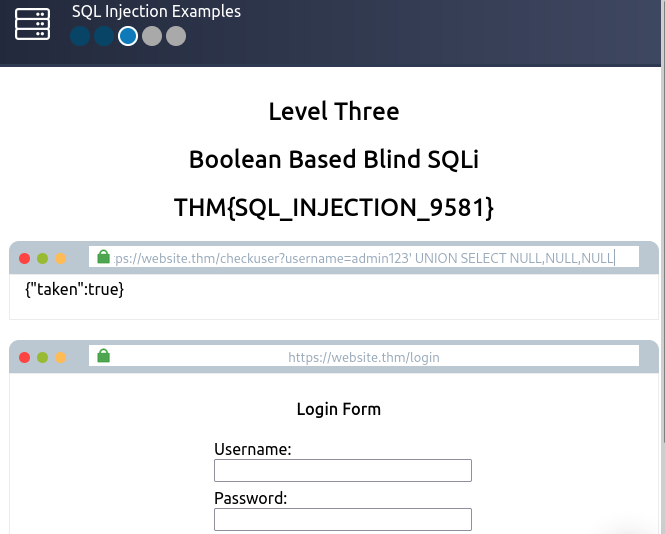 SQL Injection Examples
Level Three
Boolean Based Blind SQLi
THM{SQL_INJECTION_9581}
:ps://website.thm/checkuser?username=admin123' UNION SELECT NULL,NULL,NULL
{"taken":true}
https://website.thm/login
Login Form
Username:
Password: